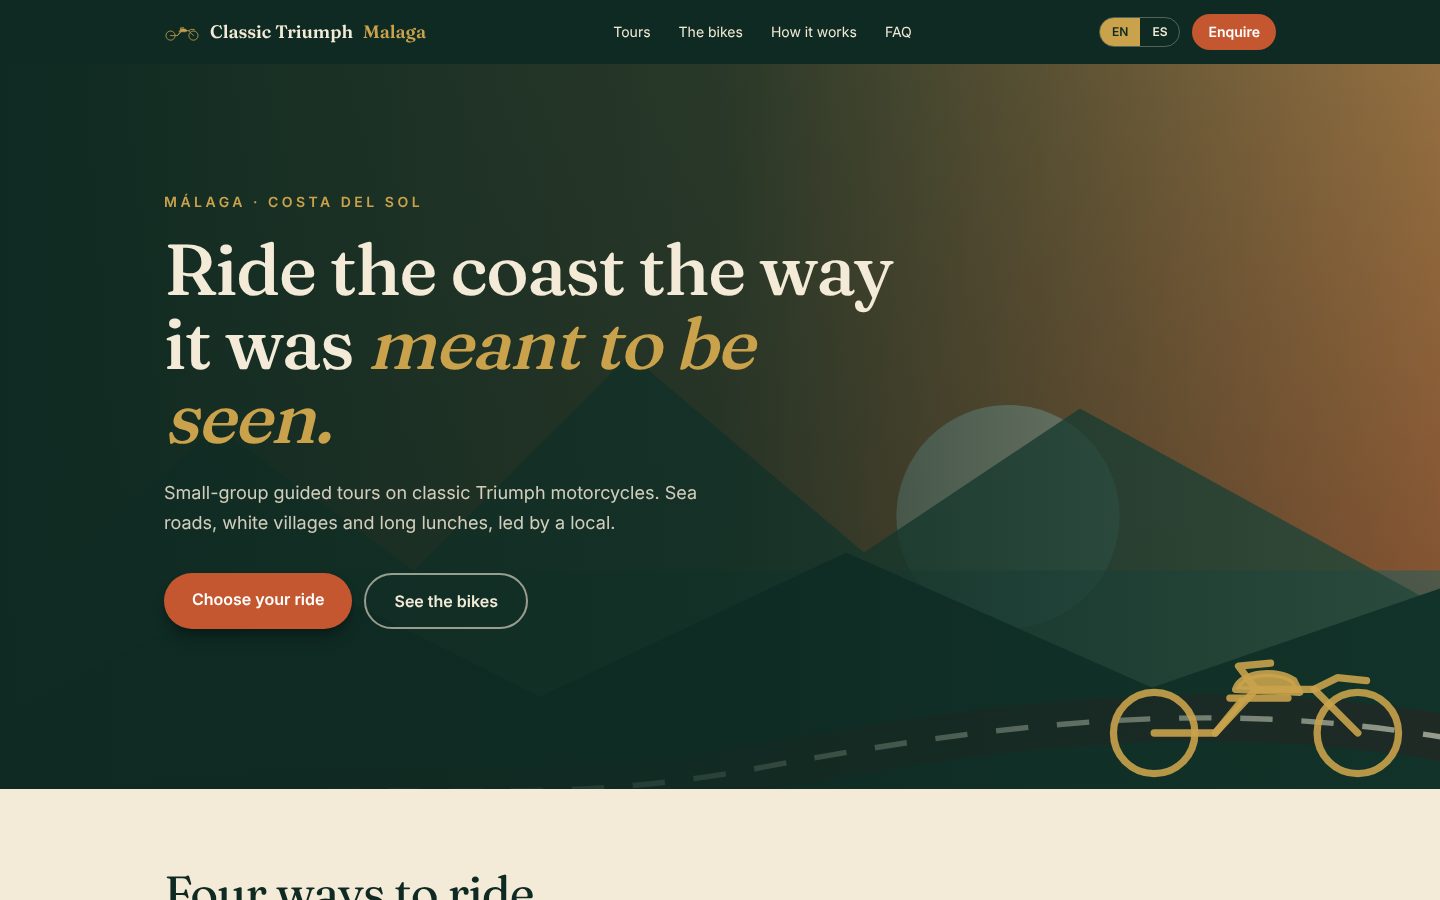 Classic Triumph Malaga
Tours
The bikes
How it works
FAQ
EN
ES
Enquire
MÁLAGA · COSTA DEL SOL
Ride the coast the way
it was meant to be
seen.
Small-group guided tours on classic Triumph motorcycles. Sea
roads, white villages and long lunches, led by a local.
Choose your ride
See the bikes
Four ways to ride